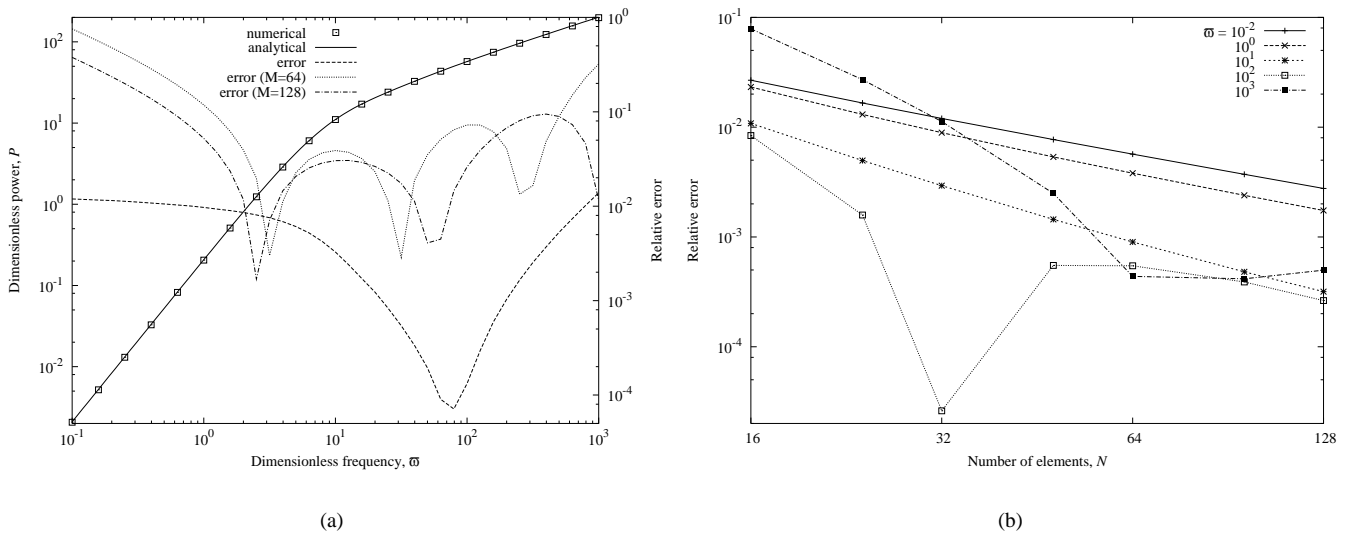 10^2
10^1
10^0
10^-1
10^-2
Dimensionless power, P
numerical
analytical
error
error (M=64)
error (M=128)
10^0
10^-1
10^-2
10^-3
10^-4
Relative error
10^-1
10^0
10^1
10^2
10^3
Dimensionless frequency, ϖ
(a)
10^-1
10^-2
10^-3
10^-4
Relative error
ϖ = 10^-2
10^0
10^1
10^2
10^3
16
32
64
128
Number of elements, N
(b)